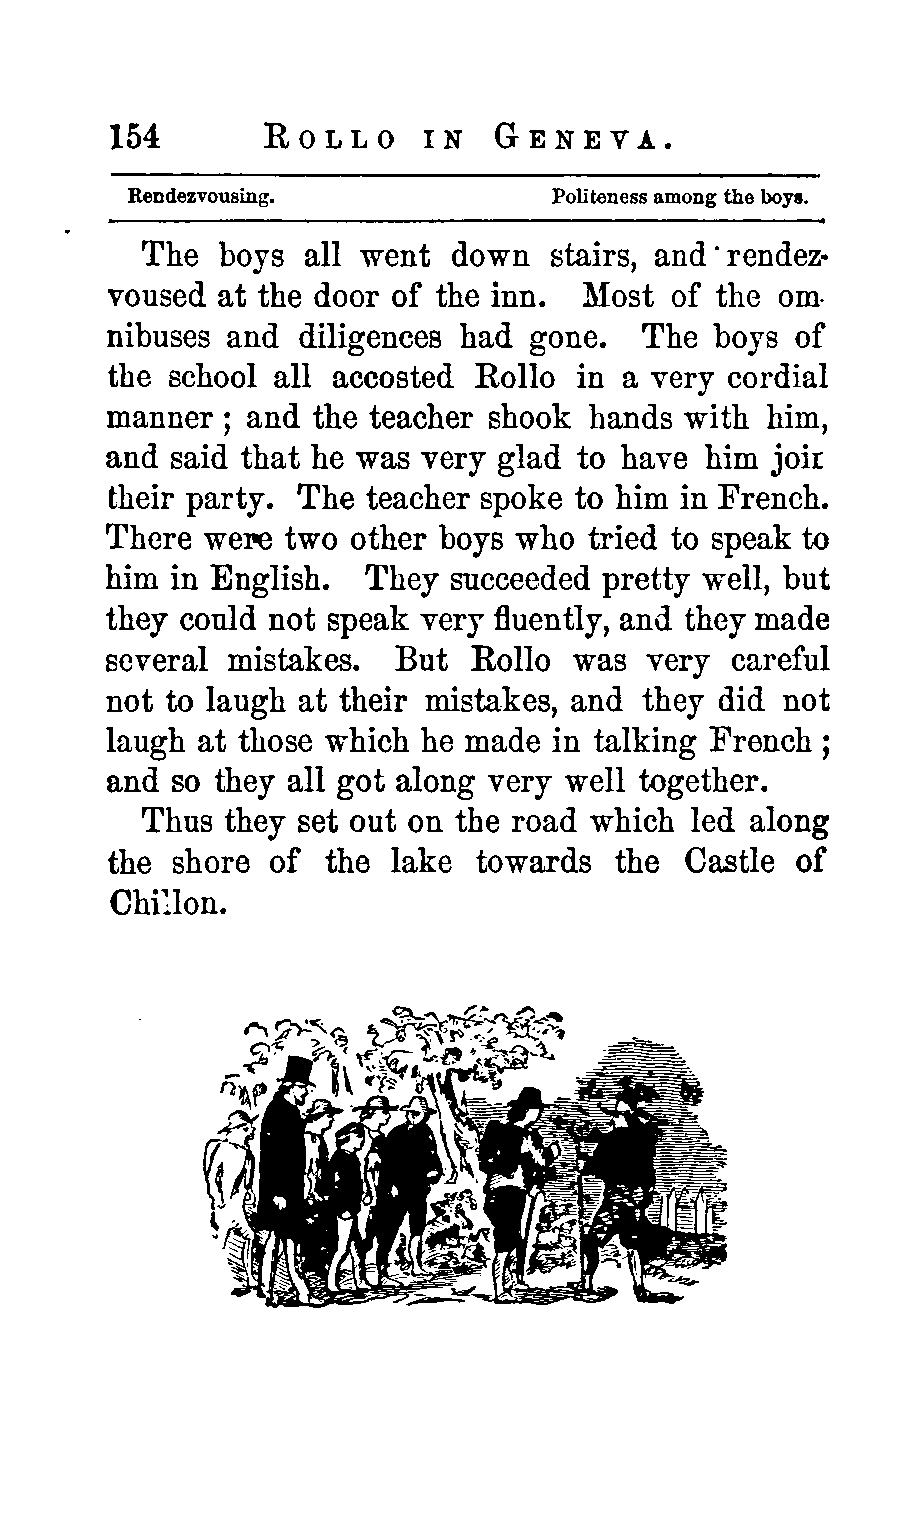 154 ROLLO IN GENEVA.
Rendezvousing. Politeness among the boys.
The boys all went down stairs, and rendez-
voused at the door of the inn. Most of the om-
nibuses and diligences had gone. The boys of
the school all accosted Rollo in a very cordial
manner ; and the teacher shook hands with him,
and said that he was very glad to have him join
their party. The teacher spoke to him in French.
There were two other boys who tried to speak to
him in English. They succeeded pretty well, but
they could not speak very fluently, and they made
several mistakes. But Rollo was very careful
not to laugh at their mistakes, and they did not
laugh at those which he made in talking French ;
and so they all got along very well together.
Thus they set out on the road which led along
the shore of the lake towards the Castle of
Chillon.